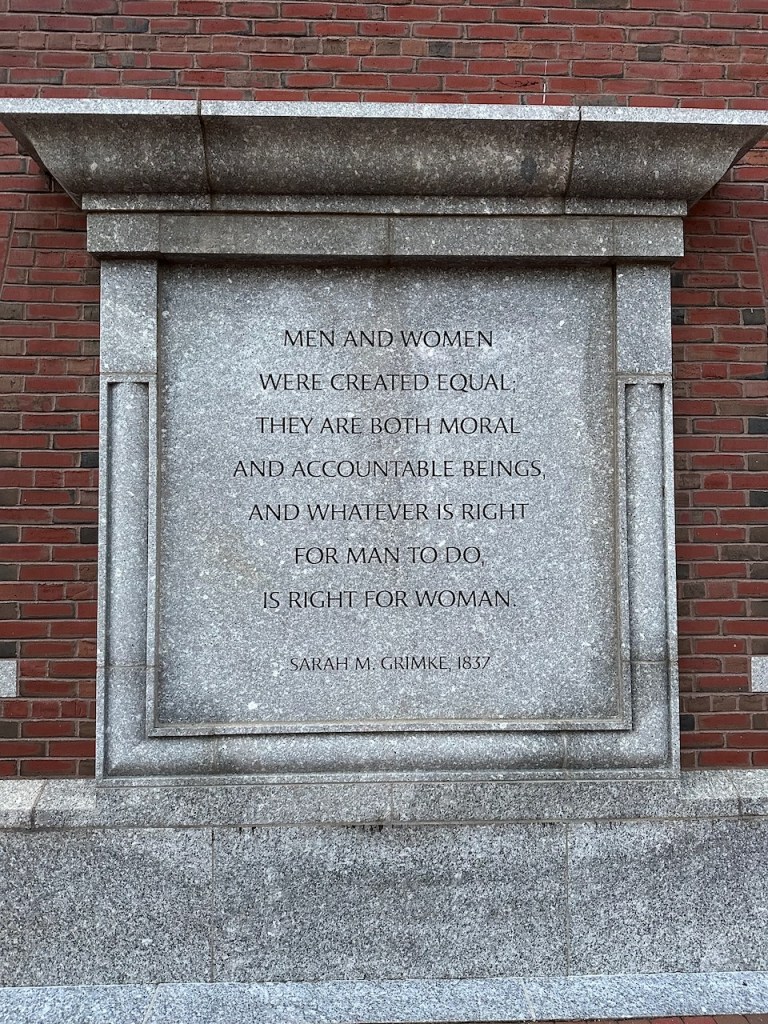 MEN AND WOMEN
WERE CREATED EQUAL;
THEY ARE BOTH MORAL
AND ACCOUNTABLE BEINGS,
AND WHATEVER IS RIGHT
FOR MAN TO DO,
IS RIGHT FOR WOMAN.
SARAH M. GRIMKE, 1837